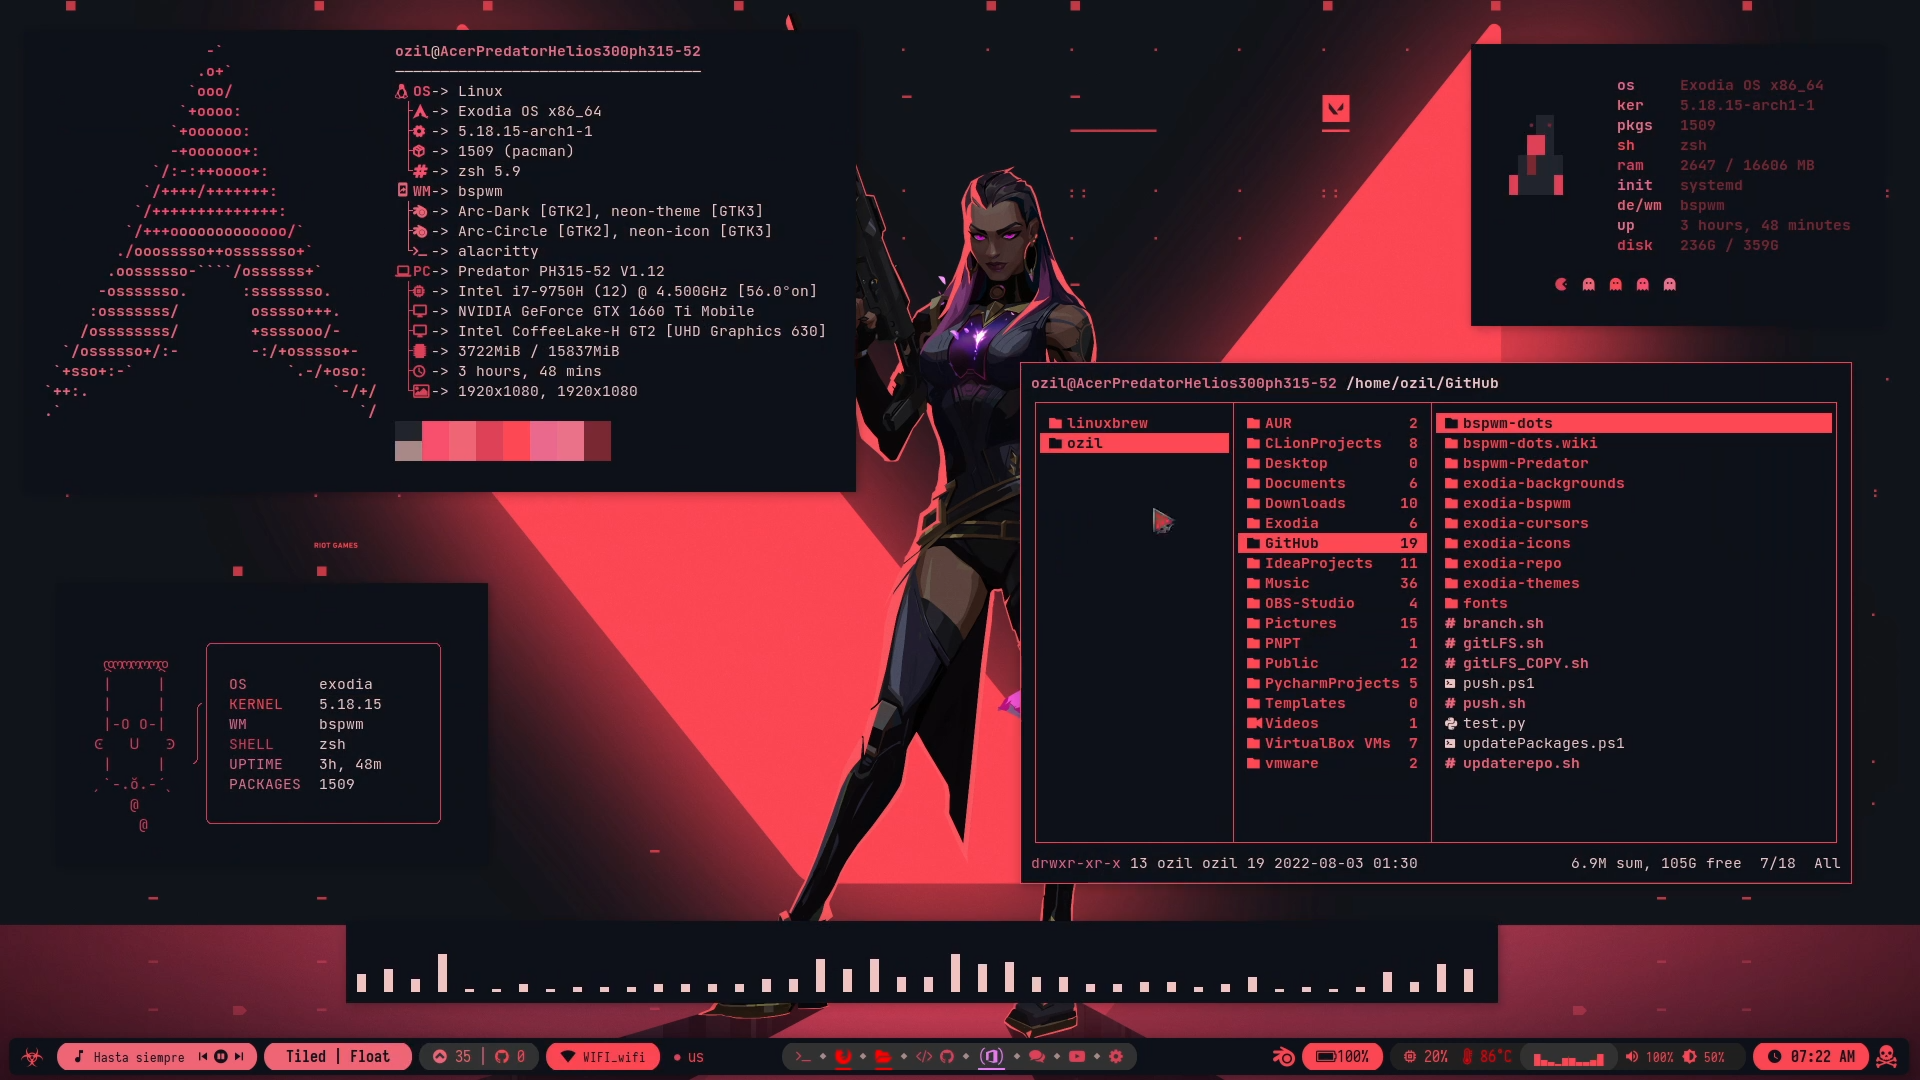 ozil@AcerPredatorHelios300ph315-52
OS-> Linux
-> Exodia OS x86_64
-> 5.18.15-arch1-1
-> 1509 (pacman)
-> zsh 5.9
WM-> bspwm
-> Arc-Dark [GTK2], neon-theme [GTK3]
-> Arc-Circle [GTK2], neon-icon [GTK3]
-> alacritty
PC-> Predator PH315-52 V1.12
-> Intel i7-9750H (12) @ 4.500GHz [56.0°on]
-> NVIDIA GeForce GTX 1660 Ti Mobile
-> Intel CoffeeLake-H GT2 [UHD Graphics 630]
-> 3722MiB / 15837MiB
-> 3 hours, 48 mins
-> 1920x1080, 1920x1080
os Exodia OS x86_64
ker 5.18.15-arch1-1
pkgs 1509
sh zsh
ram 2647 / 16606 MB
init systemd
de/wm bspwm
up 3 hours, 48 minutes
disk 236G / 359G
RIOT GAMES
OS exodia
KERNEL 5.18.15
WM bspwm
SHELL zsh
UPTIME 3h, 48m
PACKAGES 1509
ozil@AcerPredatorHelios300ph315-52 /home/ozil/GitHub
linuxbrew
ozil
AUR 2
CLionProjects 8
Desktop 0
Documents 6
Downloads 10
Exodia 6
GitHub 19
IdeaProjects 11
Music 36
OBS-Studio 4
Pictures 15
PNPT 1
Public 12
PycharmProjects 5
Templates 0
Videos 1
VirtualBox VMs 7
vmware 2
bspwm-dots
bspwm-dots.wiki
bspwm-Predator
exodia-backgrounds
exodia-bspwm
exodia-cursors
exodia-icons
exodia-repo
exodia-themes
fonts
branch.sh
gitLFS.sh
gitLFS_COPY.sh
push.ps1
push.sh
test.py
updatePackages.ps1
updaterepo.sh
drwxr-xr-x 13 ozil ozil 19 2022-08-03 01:30 6.9M sum, 105G free 7/18 All
Hasta siempre Tiled | Float 35 | 0 WIFI_wifi us 100% 20% 86°C 100% 50% 07:22 AM